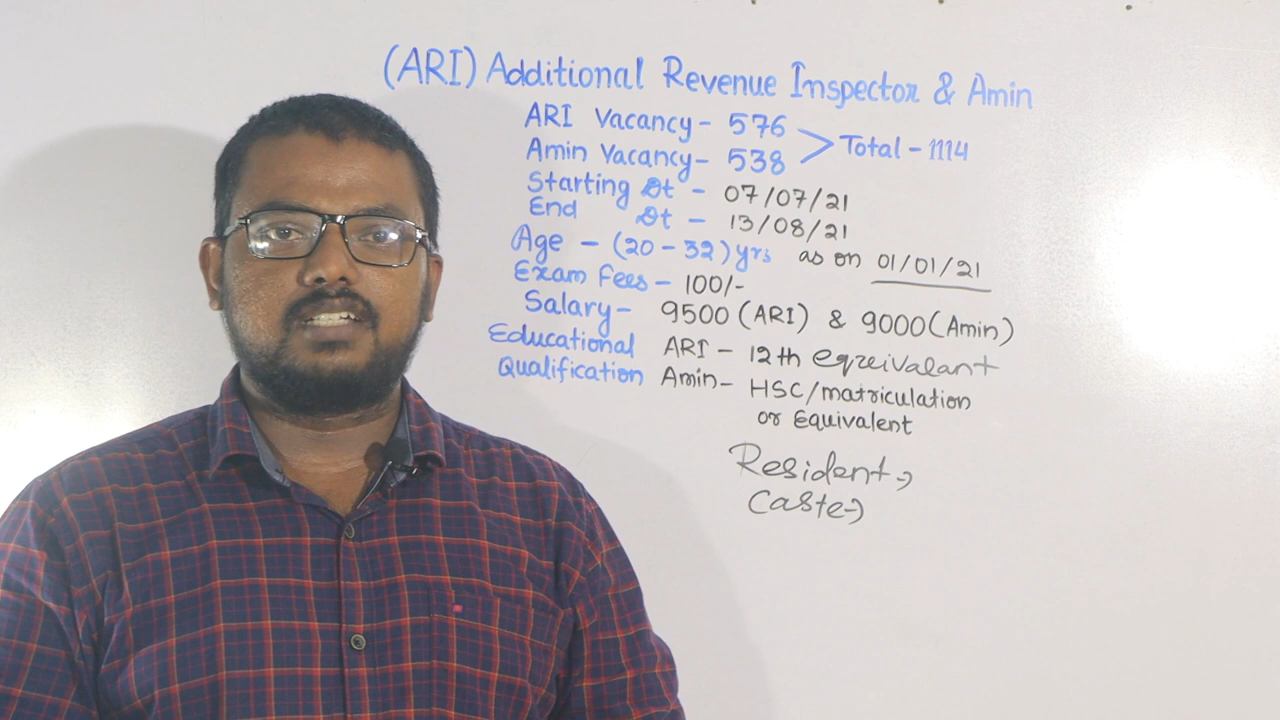 (ARI) Additional Revenue Inspector & Amin
ARI Vacancy - 576
Amin Vacancy - 538
> Total - 1114
Starting Dt - 07/07/21
End Dt - 13/08/21
Age - (20 - 32) yrs as on 01/01/21
Exam Fees - 100/-
Salary - 9500 (ARI) & 9000 (Amin)
Educational Qualification
ARI - 12th eqreivalant
Amin - HSC/matriculation
or Equivalent
Resident →
Caste →